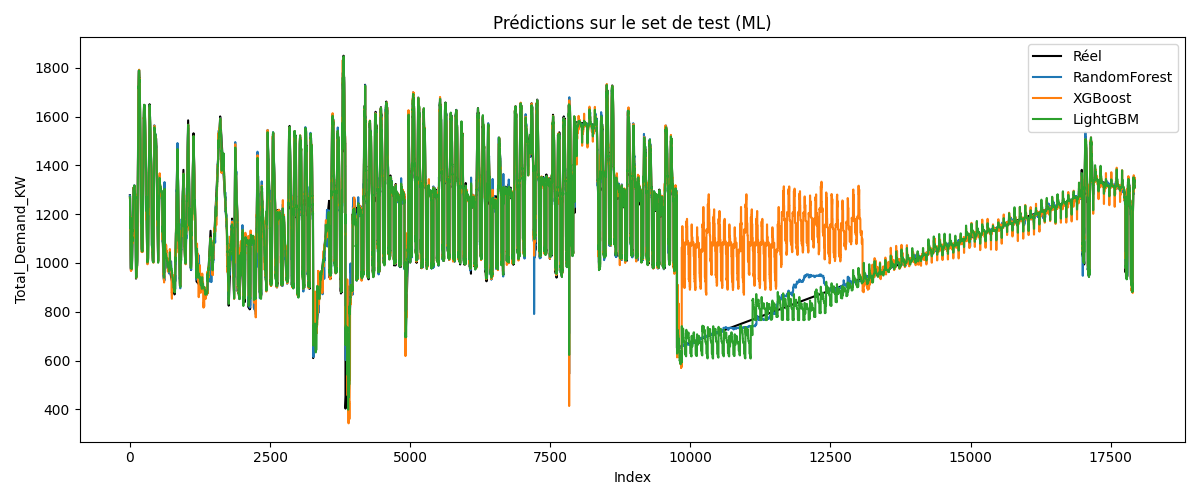 Prédictions sur le set de test (ML)
Total_Demand_KW
1800
1600
1400
1200
1000
800
600
400
Réel
RandomForest
XGBoost
LightGBM
0 2500 5000 7500 10000 12500 15000 17500
Index